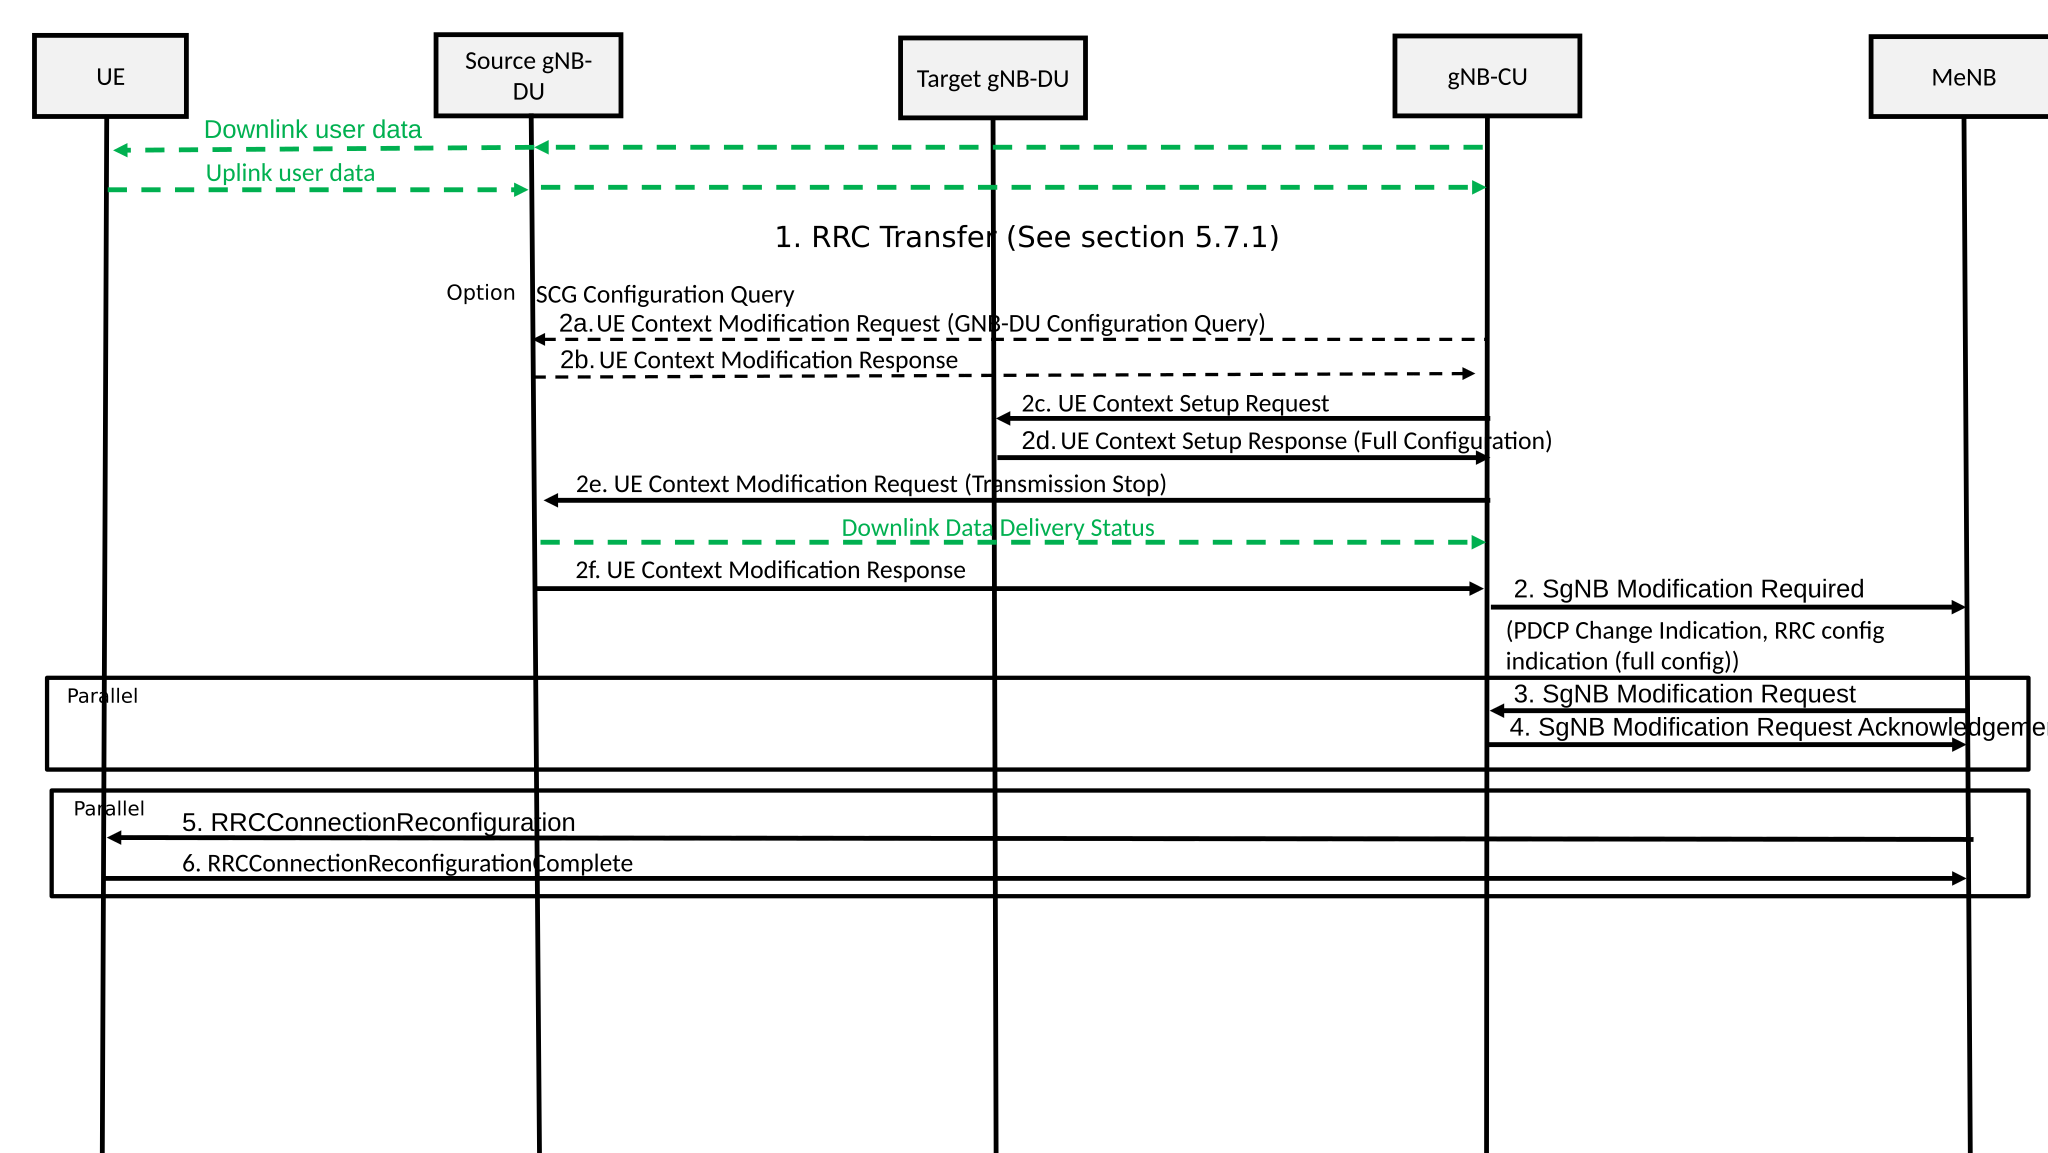 UE
Source gNB-
DU
Target gNB-DU
gNB-CU
MeNB
Downlink user data
Uplink user data
1. RRC Transfer (See section 5.7.1)
Option
SCG Configuration Query
2a. UE Context Modification Request (GNB-DU Configuration Query)
2b. UE Context Modification Response
2c. UE Context Setup Request
2d. UE Context Setup Response (Full Configuration)
2e. UE Context Modification Request (Transmission Stop)
Downlink Data Delivery Status
2f. UE Context Modification Response
2. SgNB Modification Required
(PDCP Change Indication, RRC config
indication (full config))
Parallel
3. SgNB Modification Request
4. SgNB Modification Request
Parallel
5. RRCConnectionReconfiguration
6. RRCConnectionReconfigurationComplete